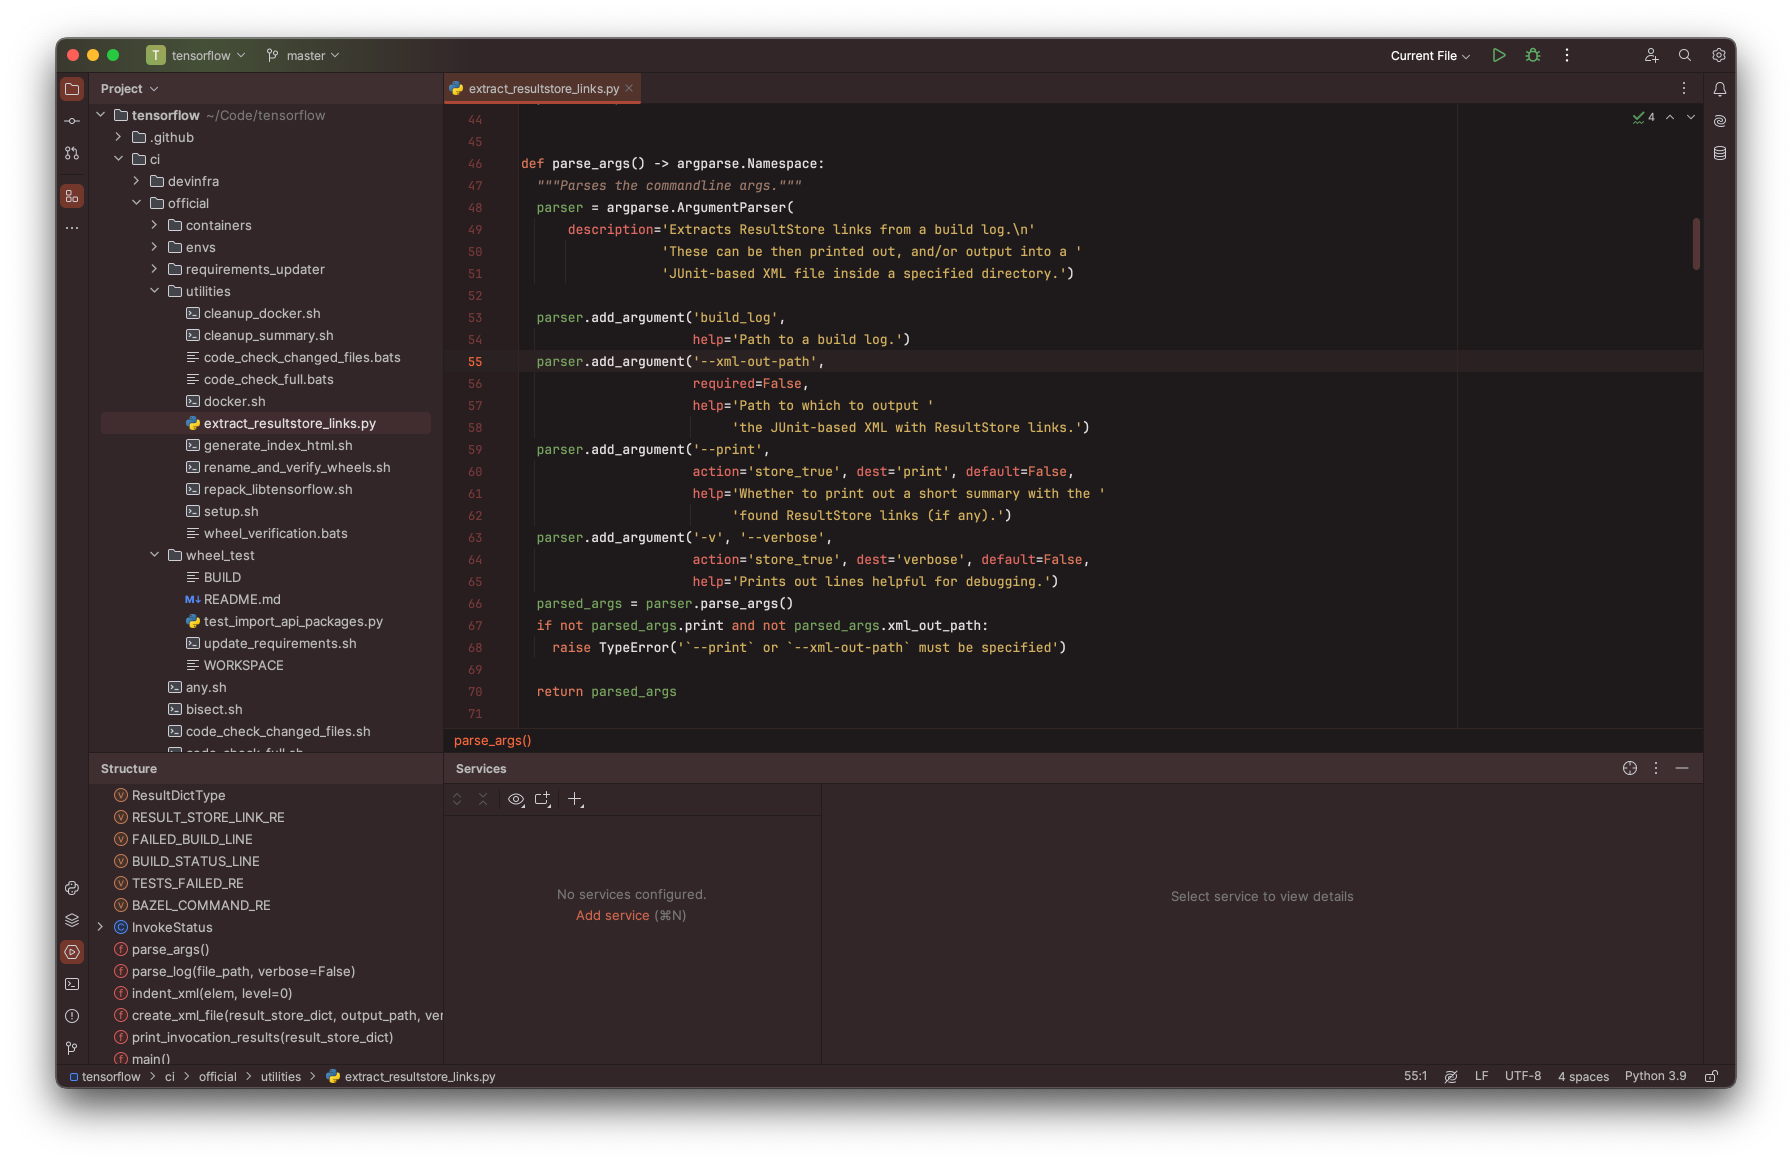 T tensorflow master Current File
Project
tensorflow ~/Code/tensorflow
.github
ci
devinfra
official
containers
envs
requirements_updater
utilities
cleanup_docker.sh
cleanup_summary.sh
code_check_changed_files.bats
code_check_full.bats
docker.sh
extract_resultstore_links.py
generate_index_html.sh
rename_and_verify_wheels.sh
repack_libtensorflow.sh
setup.sh
wheel_verification.bats
wheel_test
BUILD
M↓ README.md
test_import_api_packages.py
update_requirements.sh
WORKSPACE
any.sh
bisect.sh
code_check_changed_files.sh
code_check_full.sh
extract_resultstore_links.py
4
44
45
46 def parse_args() -> argparse.Namespace:
47 """Parses the commandline args."""
48 parser = argparse.ArgumentParser(
49 description='Extracts ResultStore links from a build log.\n'
50 'These can be then printed out, and/or output into a '
51 'JUnit-based XML file inside a specified directory.')
52
53 parser.add_argument('build_log',
54 help='Path to a build log.')
55 parser.add_argument('--xml-out-path',
56 required=False,
57 help='Path to which to output '
58 'the JUnit-based XML with ResultStore links.')
59 parser.add_argument('--print',
60 action='store_true', dest='print', default=False,
61 help='Whether to print out a short summary with the '
62 'found ResultStore links (if any).')
63 parser.add_argument('-v', '--verbose',
64 action='store_true', dest='verbose', default=False,
65 help='Prints out lines helpful for debugging.')
66 parsed_args = parser.parse_args()
67 if not parsed_args.print and not parsed_args.xml_out_path:
68 raise TypeError('`--print` or `--xml-out-path` must be specified')
69
70 return parsed_args
71
parse_args()
Structure
V ResultDictType
V RESULT_STORE_LINK_RE
V FAILED_BUILD_LINE
V BUILD_STATUS_LINE
V TESTS_FAILED_RE
V BAZEL_COMMAND_RE
C InvokeStatus
f parse_args()
f parse_log(file_path, verbose=False)
f indent_xml(elem, level=0)
f create_xml_file(result_store_dict, output_path, ver
f print_invocation_results(result_store_dict)
f main()
Services
No services configured.
Add service (⌘N)
Select service to view details
tensorflow > ci > official > utilities > extract_resultstore_links.py
55:1 LF UTF-8 4 spaces Python 3.9